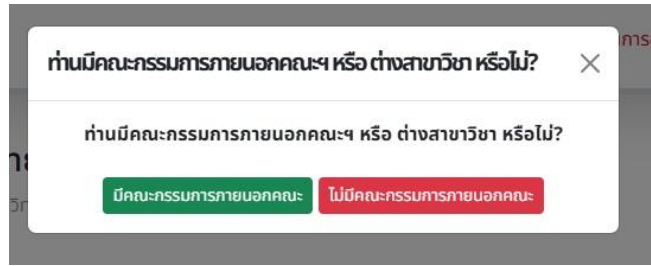 ท่านมีคณะกรรมการภายนอกคณะฯ หรือ ต่างสาขาวิชา หรือไม่?
ท่านมีคณะกรรมการภายนอกคณะฯ หรือ ต่างสาขาวิชา หรือไม่?
มีคณะกรรมการภายนอกคณะ ไม่มีคณะกรรมการภายนอกคณะ